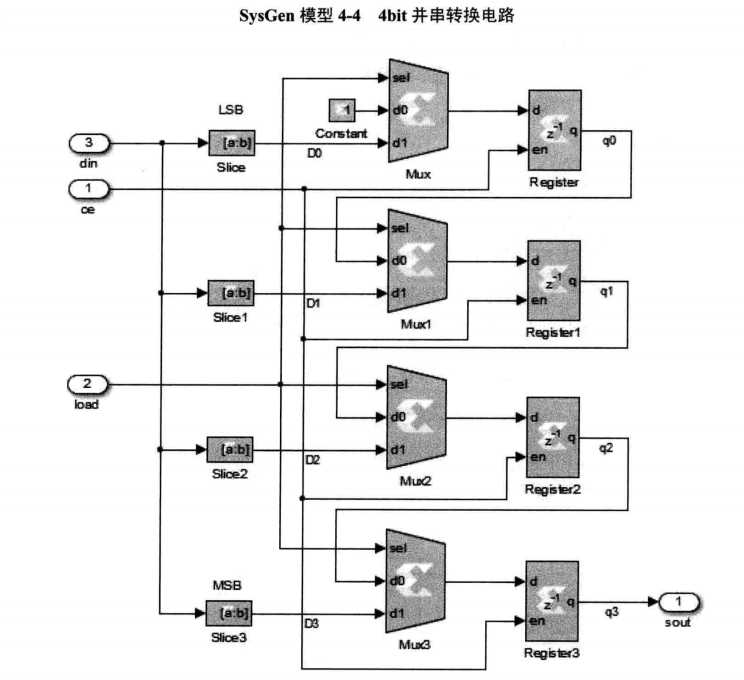 SysGen 模型 4-4 4bit 并串转换电路
sel
LSB
1
d0
d
3
Constant
z-1
q
q0
din
[a:b]
D0
d1
en
Slice
Mux
Register
1
ce
sel
d0
d
z-1
q
q1
[a:b]
D1
d1
en
Slice1
Mux1
Register1
2
load
sel
d0
d
z-1
q
q2
[a:b]
D2
d1
en
Slice2
Mux2
Register2
sel
MSB
d0
d
z-1
q
q3
1
sout
[a:b]
D3
d1
en
Slice3
Mux3
Register3